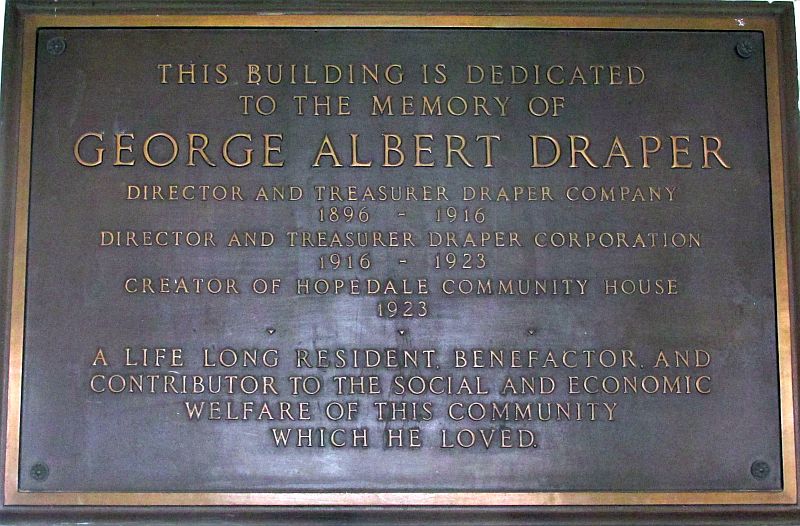 THIS BUILDING IS DEDICATED
TO THE MEMORY OF
GEORGE ALBERT DRAPER
DIRECTOR AND TREASURER DRAPER COMPANY
1896 - 1916
DIRECTOR AND TREASURER DRAPER CORPORATION
1916 - 1923
CREATOR OF HOPEDALE COMMUNITY HOUSE
1923
A LIFE LONG RESIDENT, BENEFACTOR, AND
CONTRIBUTOR TO THE SOCIAL AND ECONOMIC
WELFARE OF THIS COMMUNITY
WHICH HE LOVED.